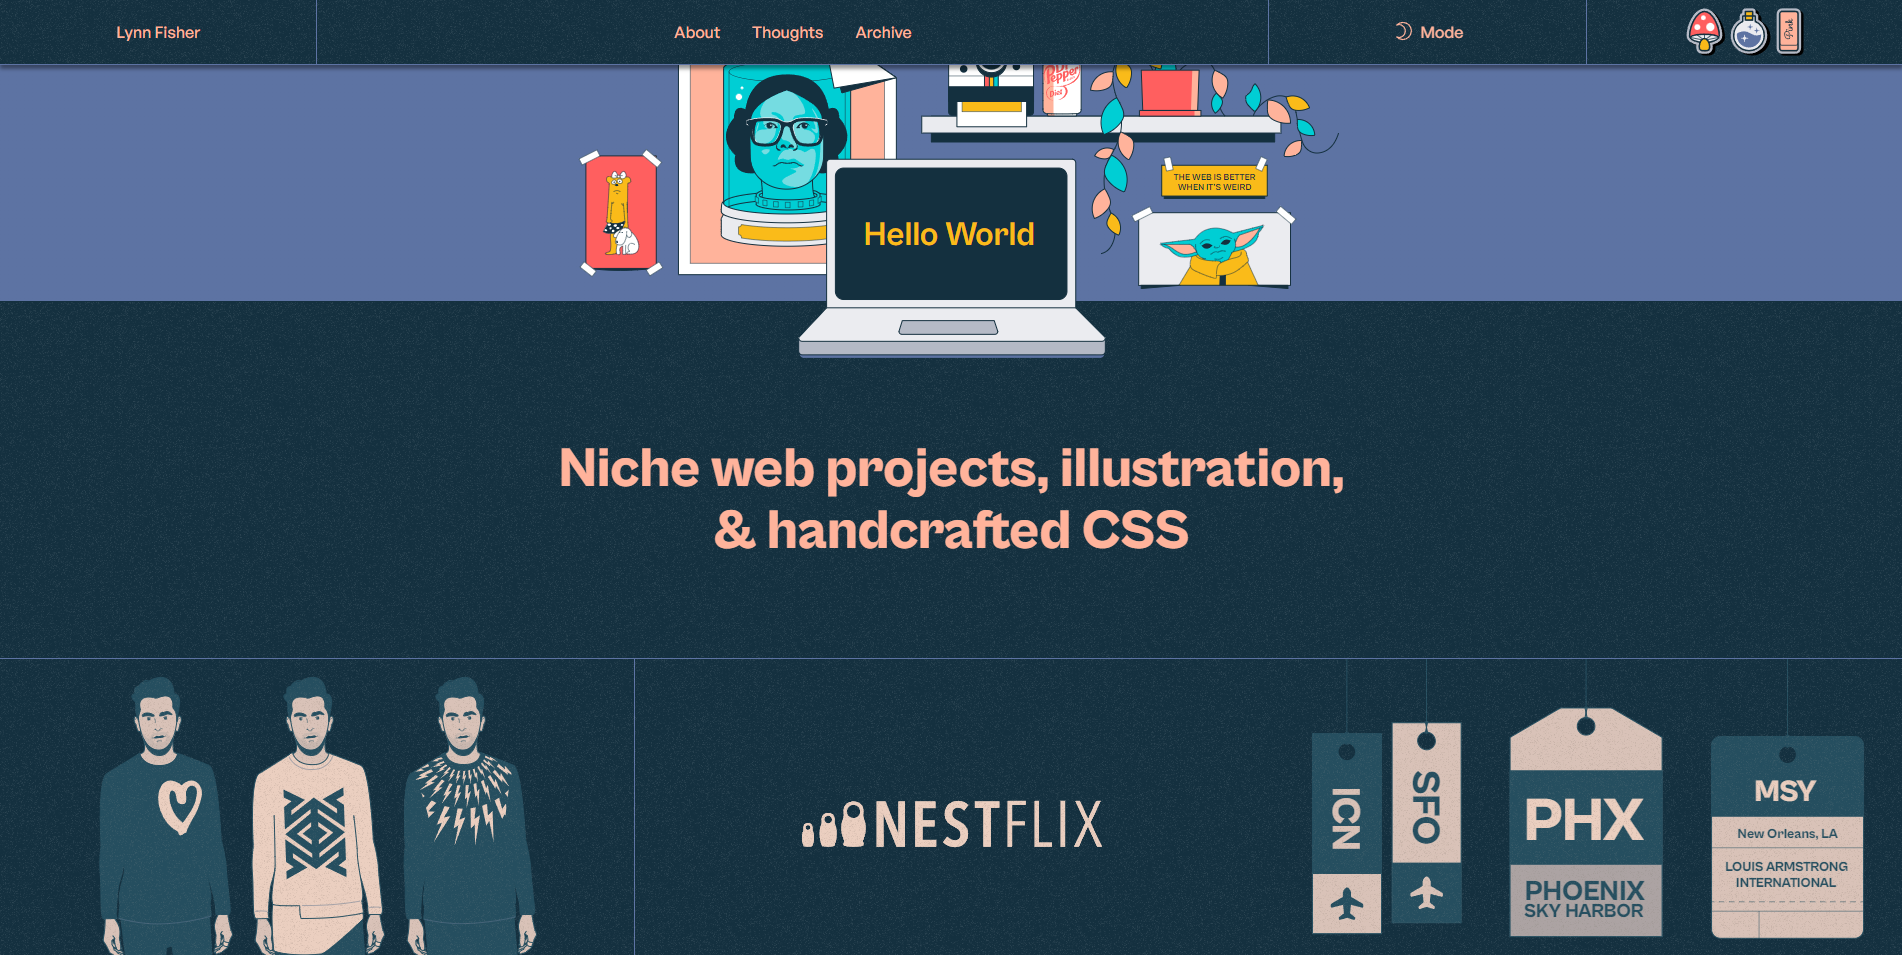 Lynn Fisher
About
Thoughts
Archive
Mode
Pink
Dr
Pepper
Diet
THE WEB IS BETTER
WHEN IT'S WEIRD
Hello World
Niche web projects, illustration,
& handcrafted CSS
NESTFLIX
ICN
SFO
PHX
PHOENIX
SKY HARBOR
MSY
New Orleans, LA
LOUIS ARMSTRONG
INTERNATIONAL